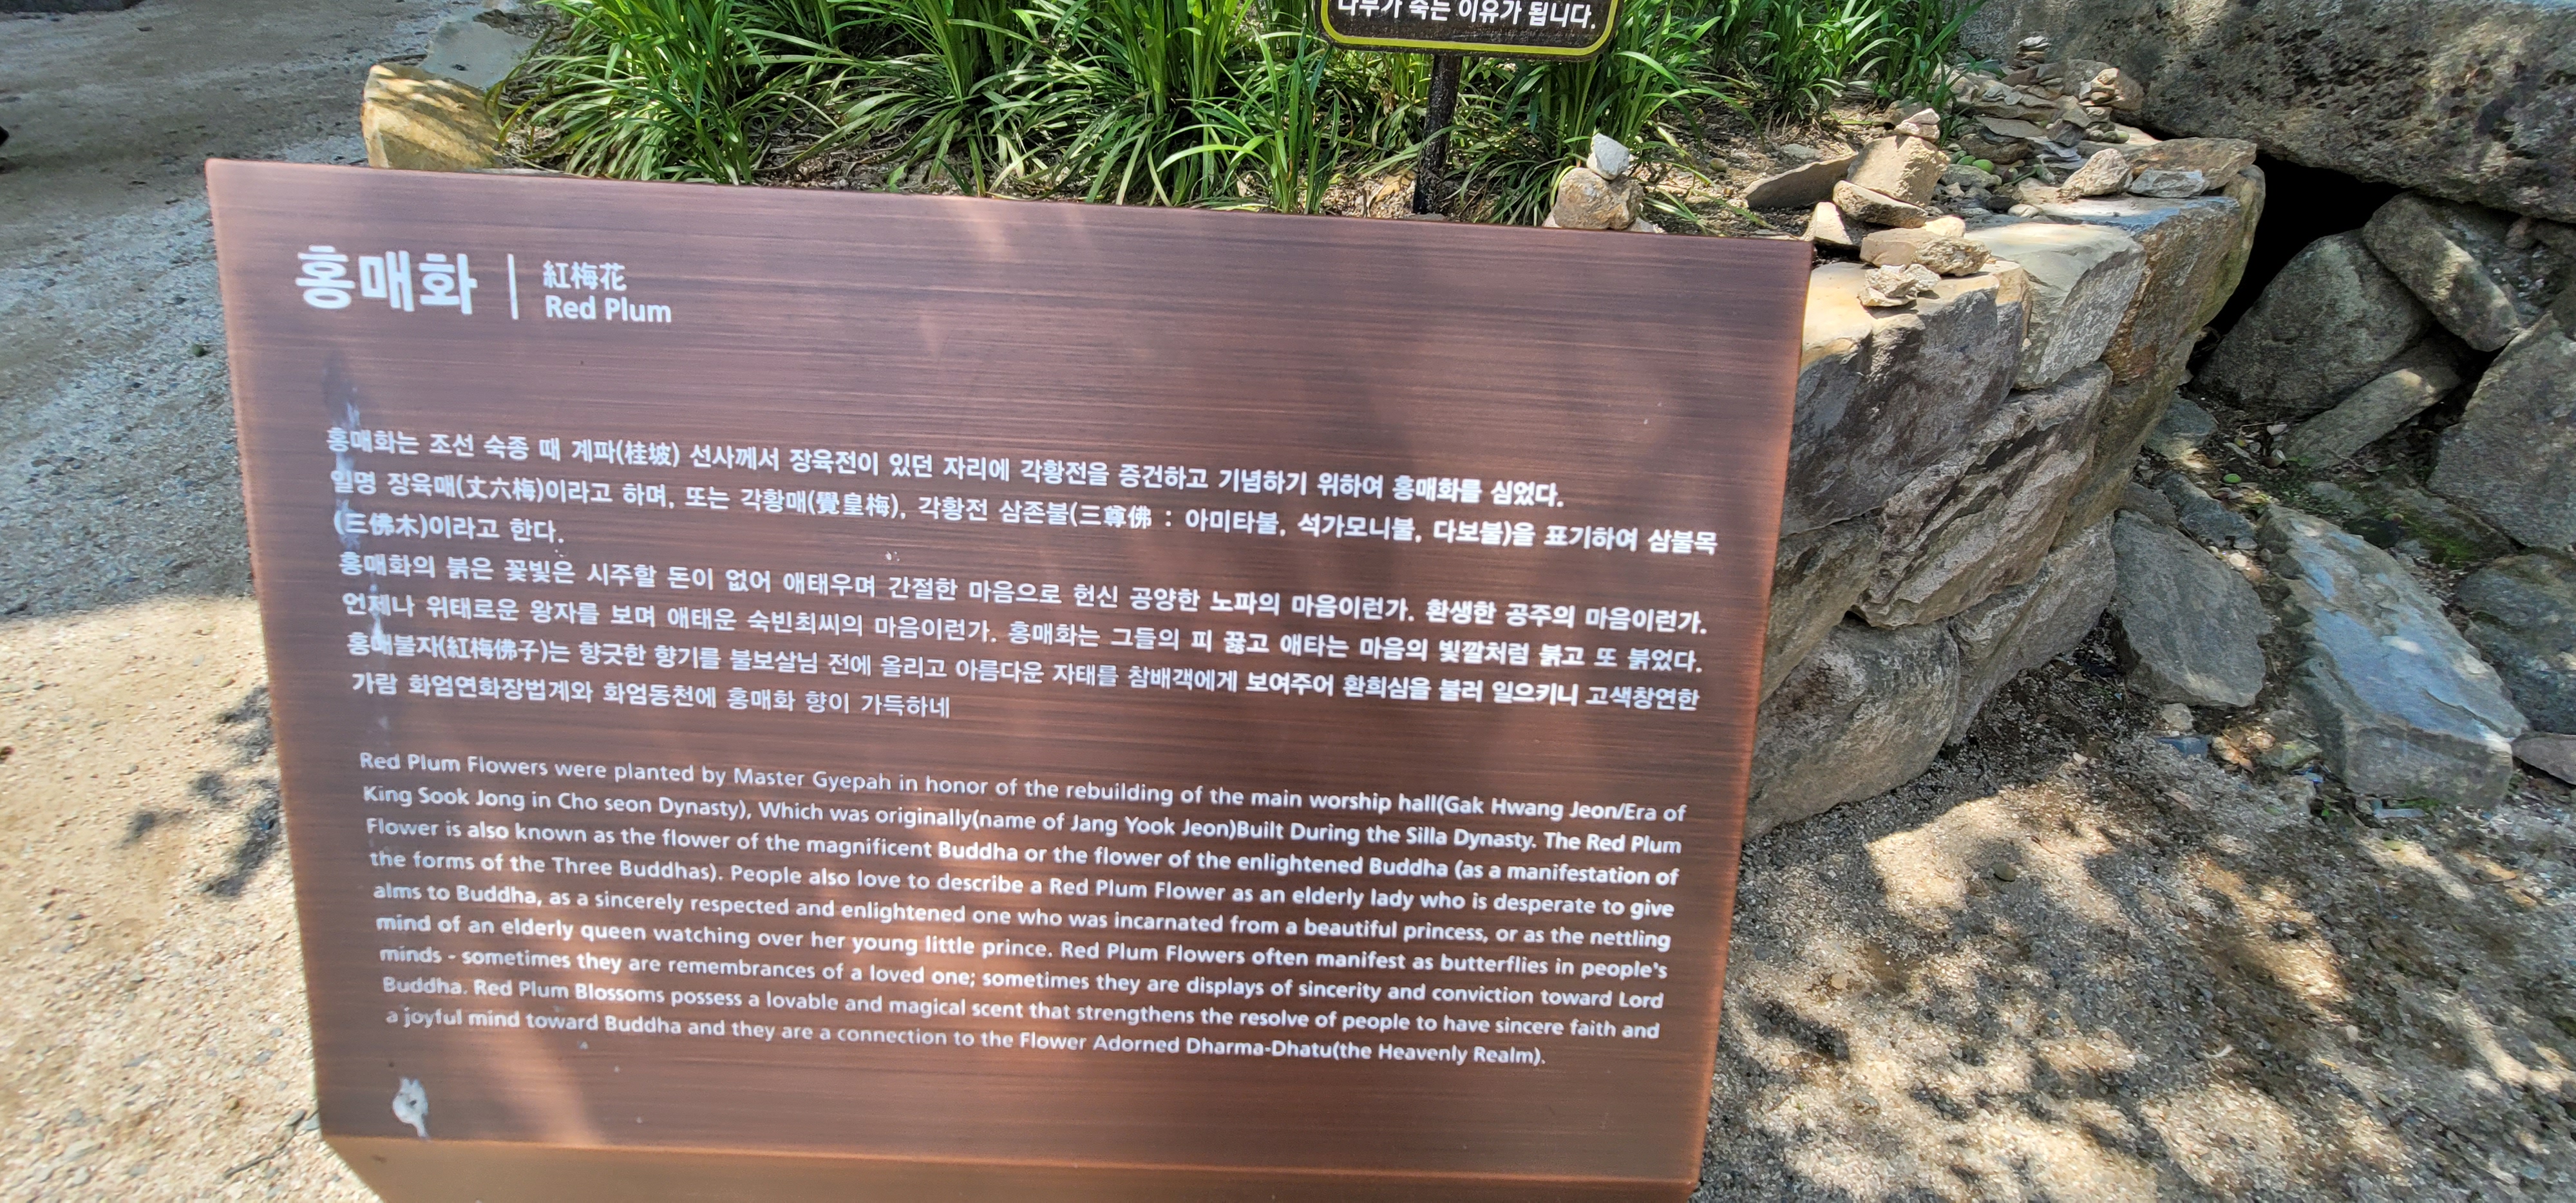 나무가 죽는 이유가 됩니다.
홍매화
紅梅花
Red Plum
홍매화는 조선 숙종 때 계파(桂坡) 선사께서 장육전이 있던 자리에 각황전을 증건하고 기념하기 위하여 홍매화를 심었다.
일명 장육매(丈六梅)이라고 하며, 또는 각황매(覺皇梅), 각황전 삼존불(三尊佛 : 아미타불, 석가모니불, 다보불)을 표기하여 삼불목
(三佛木)이라고 한다.
홍매화의 붉은 꽃빛은 시주할 돈이 없어 애태우며 간절한 마음으로 헌신 공양한 노파의 마음이런가. 환생한 공주의 마음이런가.
언제나 위태로운 왕자를 보며 애태운 숙빈최씨의 마음이런가. 홍매화는 그들의 피 끓고 애타는 마음의 빛깔처럼 붉고 또 붉었다.
홍매불자(紅梅佛子)는 향긋한 향기를 불보살님 전에 올리고 아름다운 자태를 참배객에게 보여주어 환희심을 불러 일으키니 고색창연한
가람 화엄연화장법계와 화엄동천에 홍매화 향이 가득하네
Red Plum Flowers were planted by Master Gyepah in honor of the rebuilding of the main worship hall(Gak Hwang Jeon/Era of
King Sook Jong in Cho seon Dynasty), Which was originally(name of Jang Yook Jeon)Built During the Silla Dynasty. The Red Plum
Flower is also known as the flower of the magnificent Buddha or the flower of the enlightened Buddha (as a manifestation of
the forms of the Three Buddhas). People also love to describe a Red Plum Flower as an elderly lady who is desperate to give
alms to Buddha, as a sincerely respected and enlightened one who was incarnated from a beautiful princess, or as the nettling
mind of an elderly queen watching over her young little prince. Red Plum Flowers often manifest as butterflies in people's
minds - sometimes they are remembrances of a loved one; sometimes they are displays of sincerity and conviction toward Lord
Buddha. Red Plum Blossoms possess a lovable and magical scent that strengthens the resolve of people to have sincere faith and
a joyful mind toward Buddha and they are a connection to the Flower Adorned Dharma-Dhatu(the Heavenly Realm).